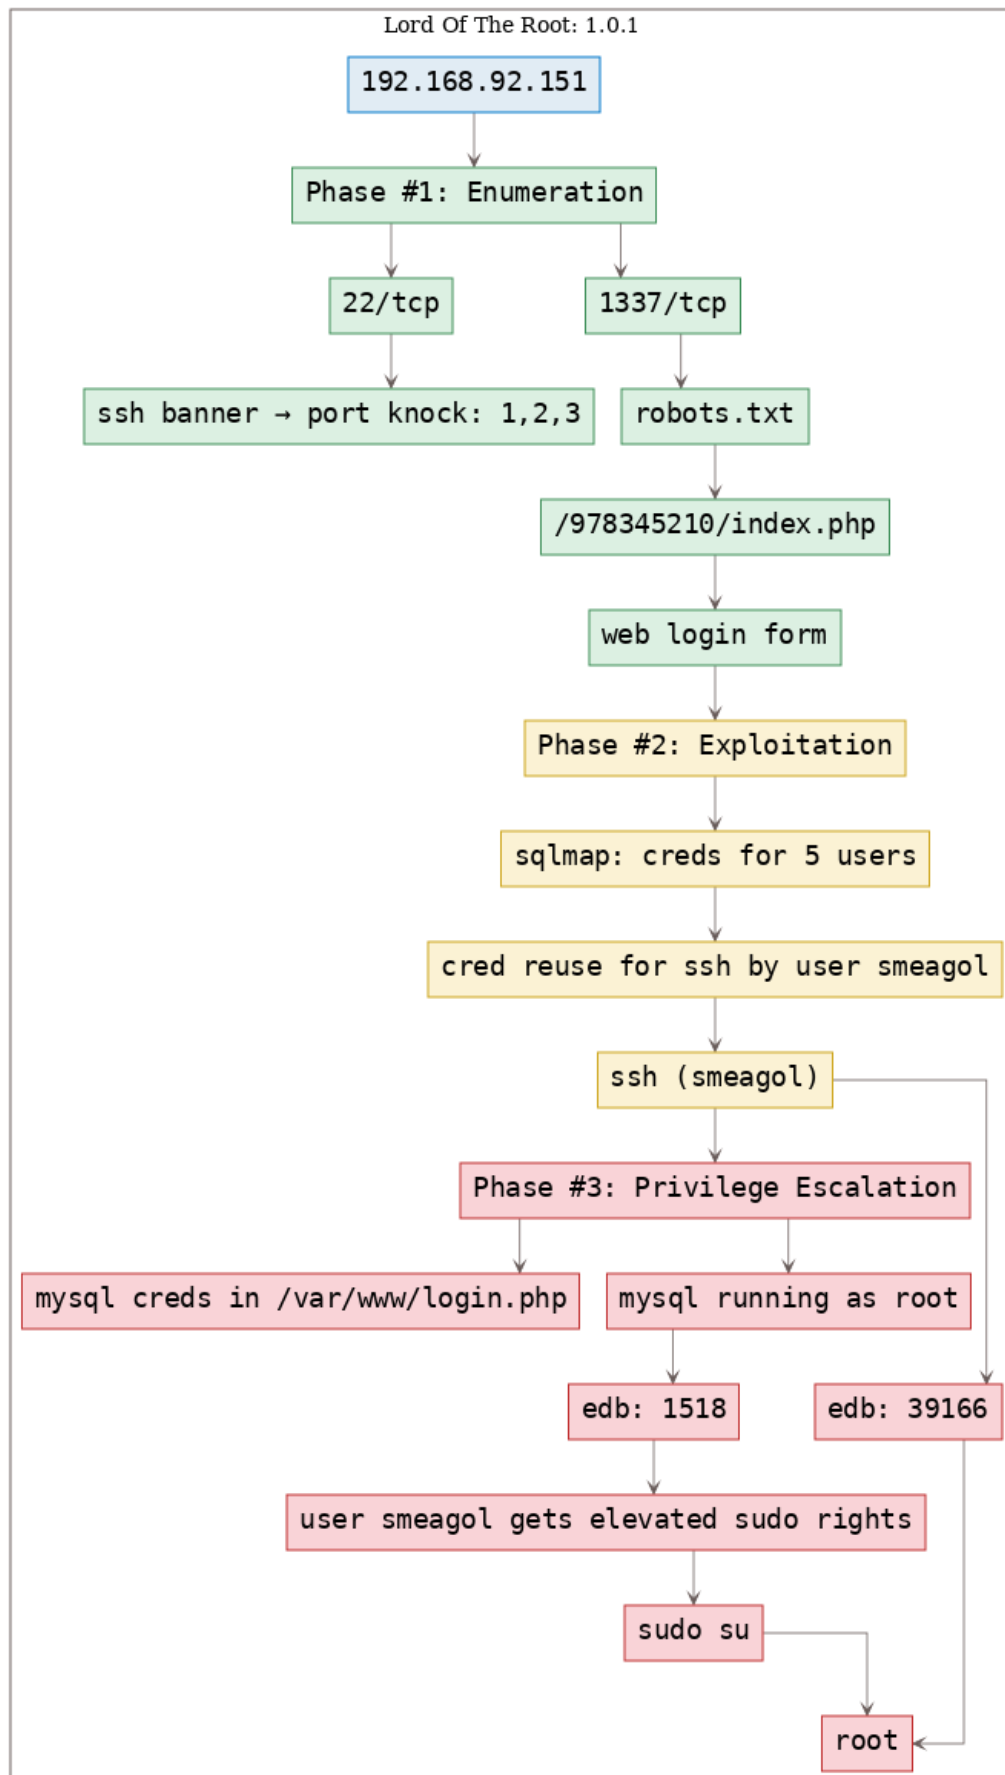 Lord Of The Root: 1.0.1
192.168.92.151
Phase #1: Enumeration
22/tcp
1337/tcp
ssh banner → port knock: 1,2,3
robots.txt
/978345210/index.php
web login form
Phase #2: Exploitation
sqlmap: creds for 5 users
cred reuse for ssh by user smeagol
ssh (smeagol)
Phase #3: Privilege Escalation
mysql creds in /var/www/login.php
mysql running as root
edb: 1518
edb: 39166
user smeagol gets elevated sudo rights
sudo su
root